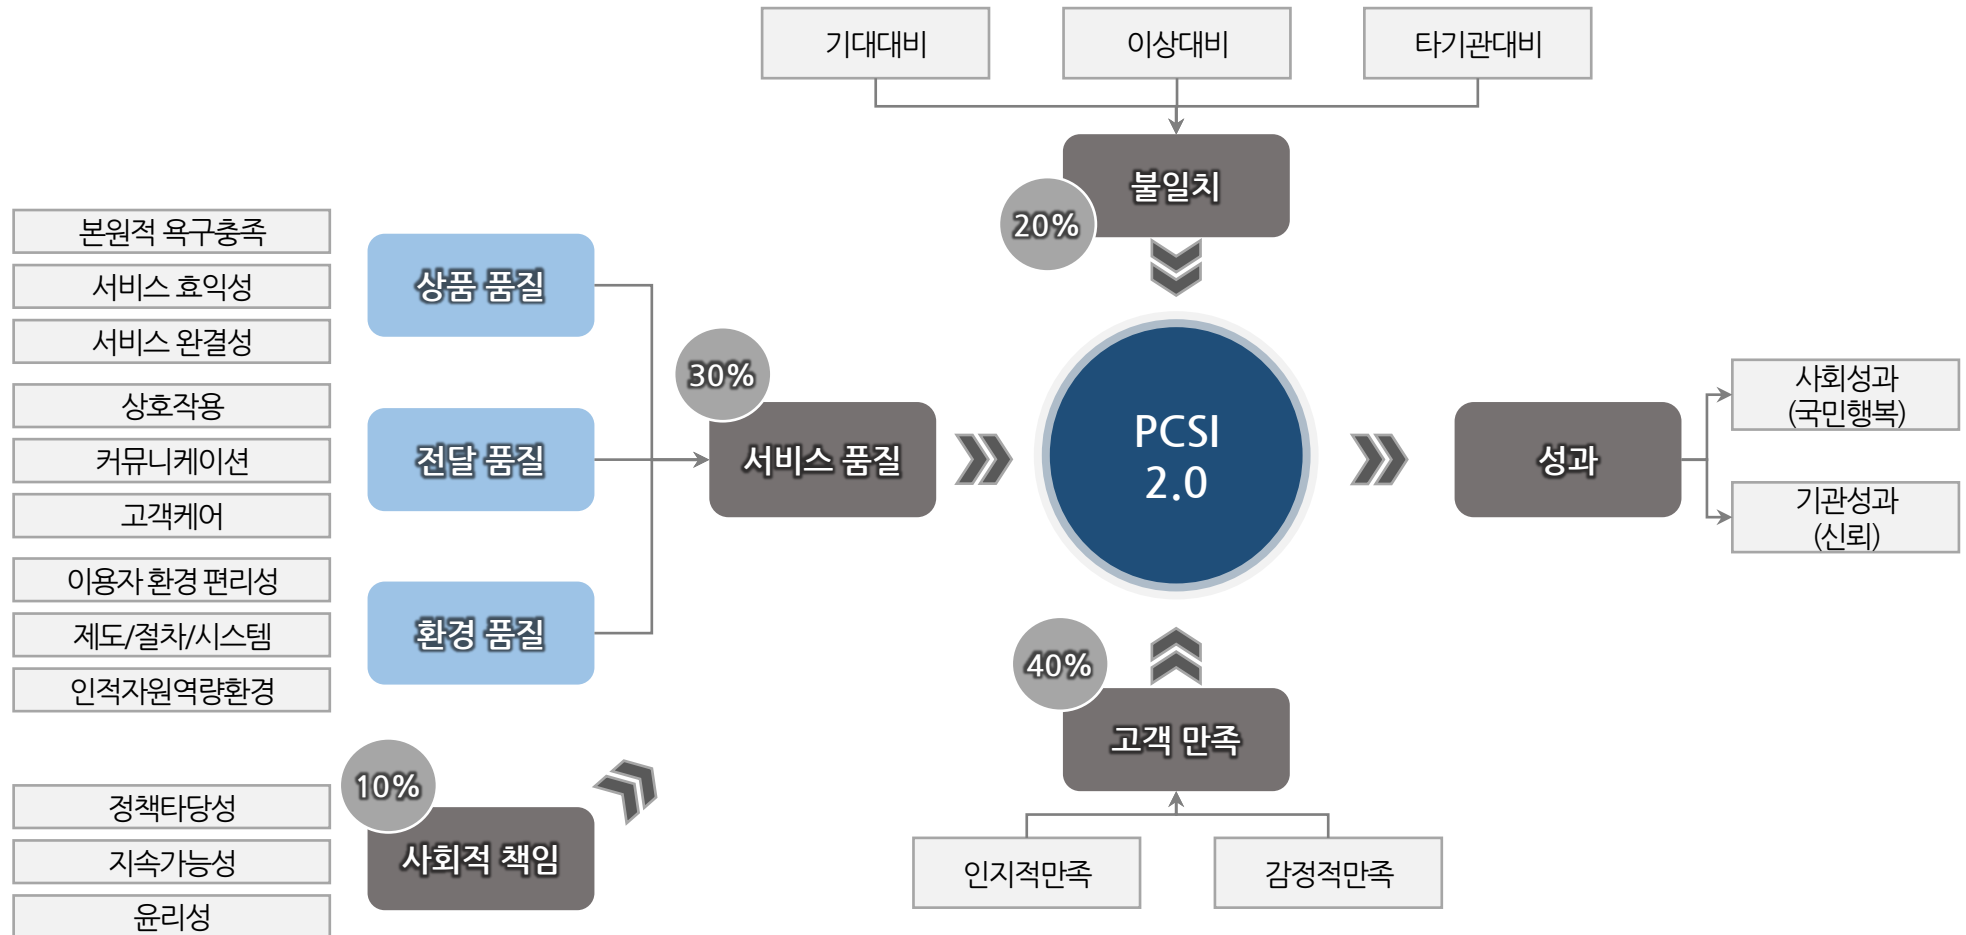 기대대비
이상대비
타기관대비
불일치
20%
본원적 욕구충족
서비스 효익성
서비스 완결성
상품 품질
상호작용
커뮤니케이션
고객케어
전달 품질
이용자 환경 편리성
제도/절차/시스템
인적자원역량환경
환경 품질
30%
서비스 품질
PCSI
2.0
성과
사회성과
(국민행복)
기관성과
(신뢰)
40%
고객 만족
인지적만족
감정적만족
10%
사회적 책임
정책타당성
지속가능성
윤리성